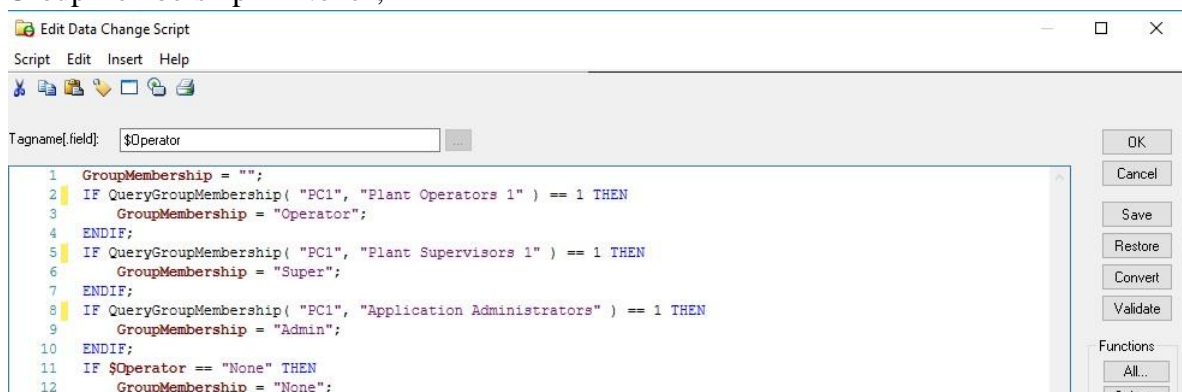 Edit Data Change Script
Script Edit Insert Help
Tagname[.field]: $Operator ...
OK
1 GroupMembership = "";
Cancel
2 IF QueryGroupMembership( "PC1", "Plant Operators 1" ) == 1 THEN
3 GroupMembership = "Operator";
Save
4 ENDIF;
5 IF QueryGroupMembership( "PC1", "Plant Supervisors 1" ) == 1 THEN
Restore
6 GroupMembership = "Super";
Convert
7 ENDIF;
8 IF QueryGroupMembership( "PC1", "Application Administrators" ) == 1 THEN
Validate
9 GroupMembership = "Admin";
10 ENDIF;
Functions
11 IF $Operator == "None" THEN
All...
12 GroupMembership = "None";